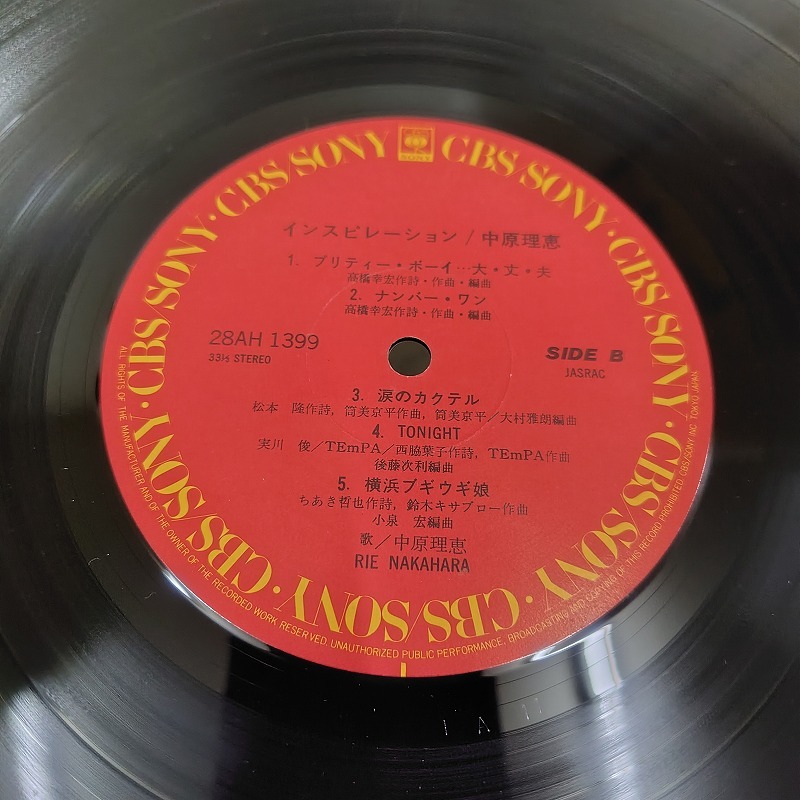 CBS/SONY · CBS/SONY · CBS/SONY · CBS/SONY · CBS/SONY · CBS/SONY · CBS/SONY · CBS/SONY
SONY
インスピレーション / 中原理恵
1. プリティー・ボーイ…大・丈・夫
高橋幸宏作詩・作曲・編曲
2. ナンバー・ワン
高橋幸宏作詩・作曲・編曲
28AH 1399
33⅓ STEREO
SIDE B
JASRAC
3. 涙のカクテル
松本 隆作詩, 筒美京平作曲, 筒美京平/大村雅朗編曲
4. TONIGHT
実川 俊/TEmPA/西脇葉子作詩, TEmPA作曲
後藤次利編曲
5. 横浜ブギウギ娘
ちあき哲也作詩, 鈴木キサブロー作曲
小泉 宏編曲
歌/中原理恵
RIE NAKAHARA
ALL RIGHTS OF THE MANUFACTURER AND OF THE OWNER OF THE RECORDED WORK RESERVED. UNAUTHORIZED PUBLIC PERFORMANCE, BROADCASTING AND COPYING OF THIS RECORD PROHIBITED. CBS/SONY INC. TOKYO JAPAN.
1 A 11